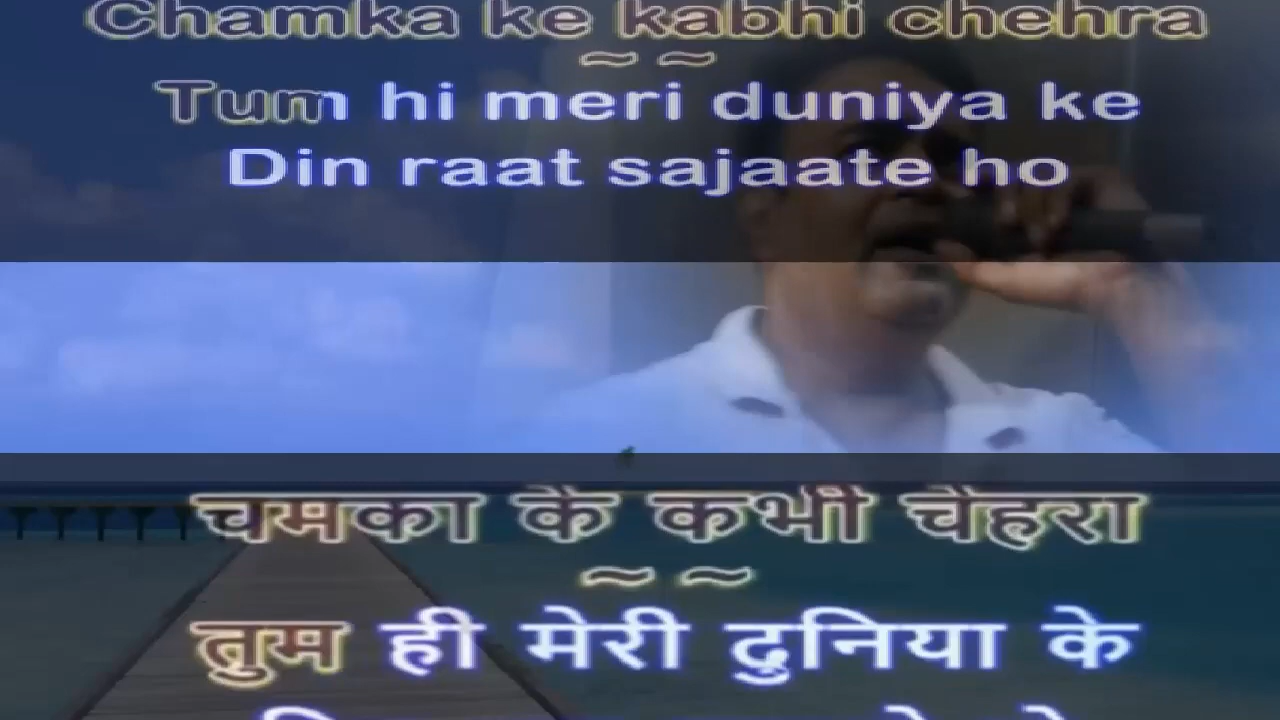 Chamka ke kabhi chehra
~ ~
Tum hi meri duniya ke
Din raat sajaate ho
चमका कै कभी चैहरा
~ ~
तुम ही मेरी दुनिया के